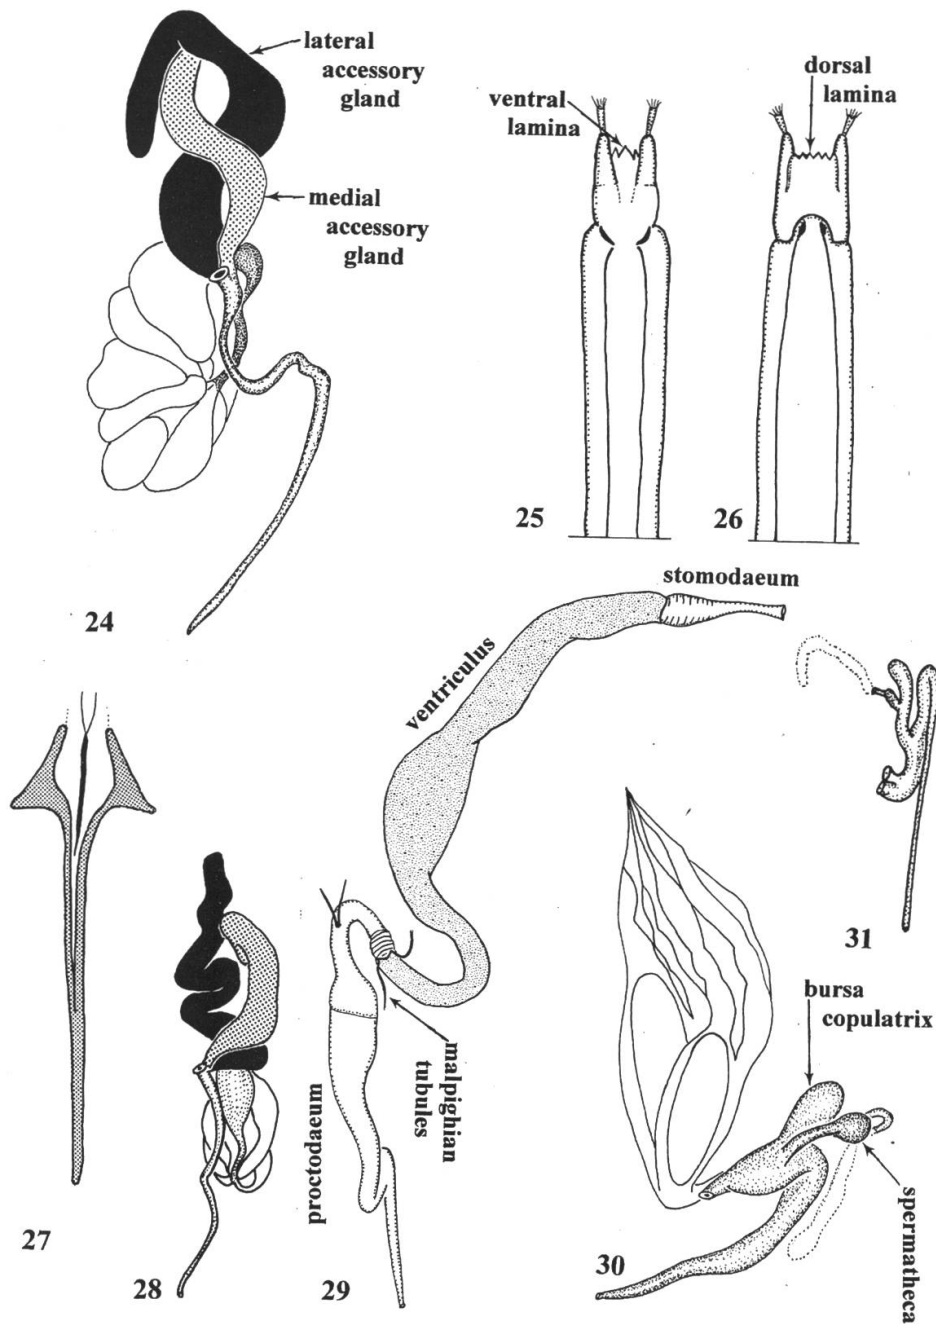 lateral
accessory
gland
medial
accessory
gland
24
ventral
lamina
25
dorsal
lamina
26
stomodaeum
ventriculus
malpighian
tubules
proctodaeum
27
28
29
31
bursa
copulatrix
spermatheca
30